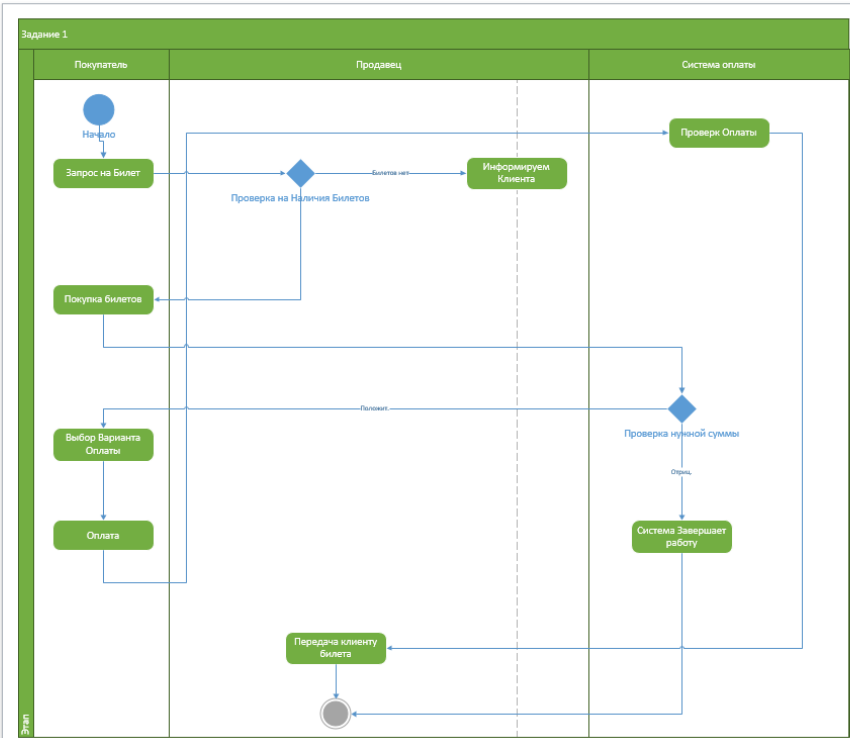 Задание 1
Покупатель
Продавец
Система оплаты
Начало
Проверк Оплаты
Запрос на Билет
Билетов нет
Информируем
Клиента
Проверка на Наличия Билетов
Покупка билетов
Положит.
Проверка нужной суммы
Выбор Варианта
Оплаты
Отриц.
Оплата
Система Завершает
работу
Передача клиенту
билета
Этап